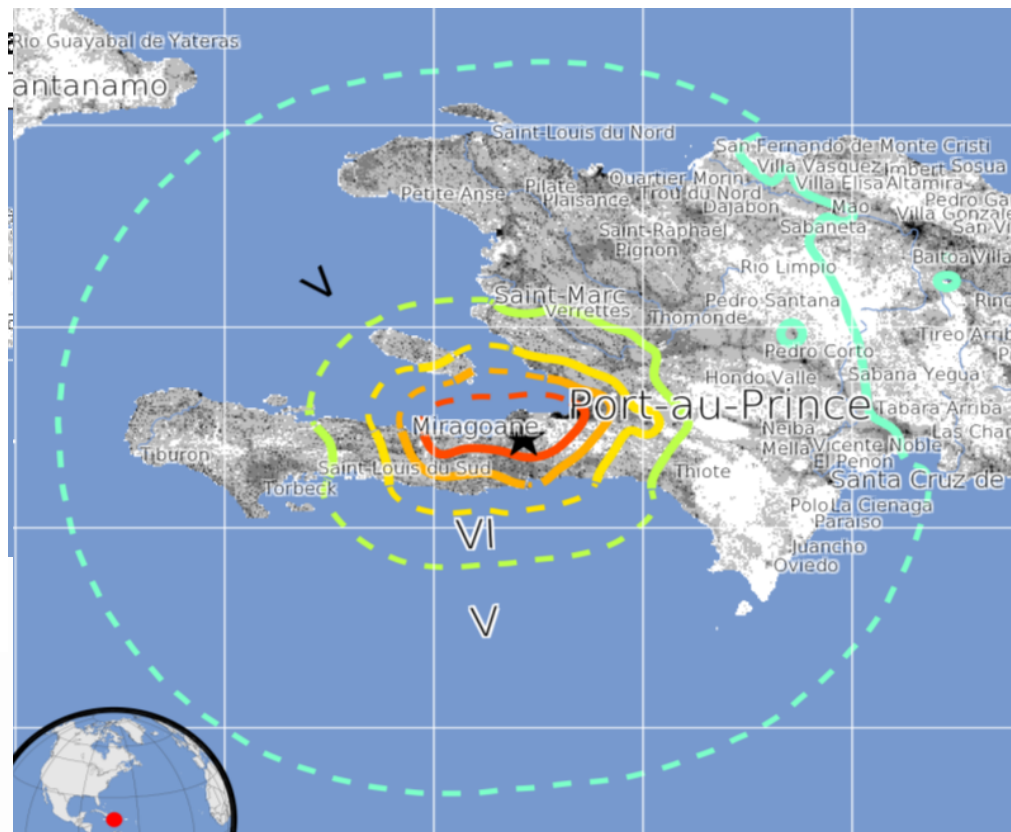 Rio Guayabal de Yateras
antanamo
Saint-Louis du Nord
San Fernando de Monte Cristi
Villa Vasquez
Imbert
Sosua
Quartier Morin
Villa Elisa
Altamira
Petite Anse
Pilate
Trou du Nord
Plaisance
Dajabon
Mao
Pedro Ga
Villa Gonzale
Saint-Raphael
Sabaneta
San Vi
Pignon
Baitoa
Villa
Rio Limpio
V
Saint-Marc
Pedro Santana
Rinc
Verrettes
Thomonde
Tireo Arrib
Pedro Corto
Hondo Valle
Sabana Yegua
Port-au-Prince
Tabara Arriba
Miragoane
Neiba
Las Char
Mella
Vicente Noble
Tiburon
El Penon
Saint-Louis du Sud
Thiote
Santa Cruz de
Torbeck
Polo
La Cienaga
Paraiso
VI
Juancho
Oviedo
V